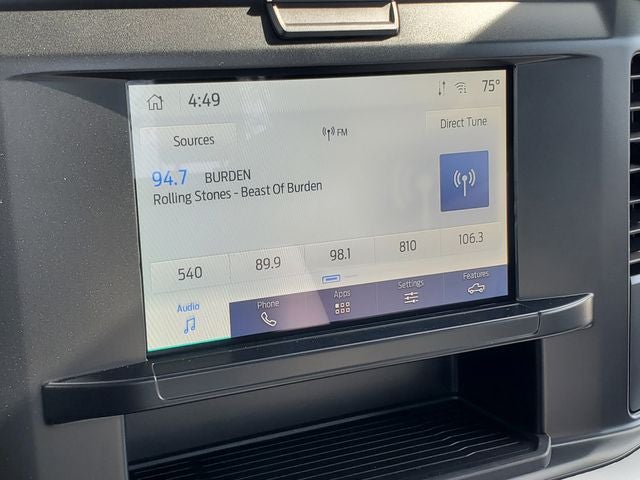 4:49
75°
Sources
FM
Direct Tune
94.7 BURDEN
Rolling Stones - Beast Of Burden
540 89.9 98.1 810 106.3
Audio Phone Apps Settings Features